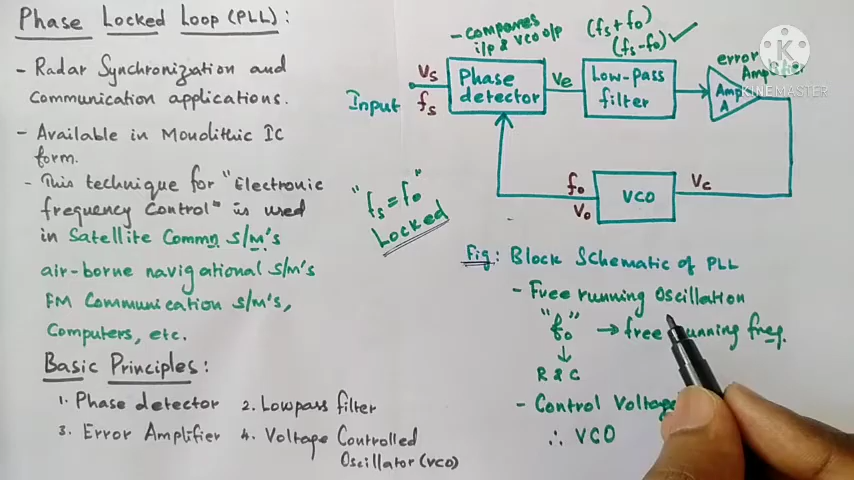 Phase Locked Loop (PLL):
- Radar Synchronization and
communication applications.
- Available in Monolithic IC
form.
- This technique for "Electronic
frequency Control" is used
in Satellite Commn s/m's
air-borne navigational s/m's
FM Communication s/m's,
Computers, etc.
Basic Principles:
1. Phase detector 2. Lowpass filter
3. Error Amplifier 4. Voltage Controlled
Oscillator (VCO)
- Compares
i/p & VCO o/p
(fs + fo)
(fs - fo) ✓
error
Amplifier
Input
Vs
fs
Phase
detector
Ve
Low-pass
filter
Amp
A
"fs = fo"
Locked
fo
Vo
VCO
Vc
Fig: Block Schematic of PLL
- Free running Oscillation
"fo" → free running freq.
↓
R & C
- Control Voltage
∴ VCO
K
KINEMASTER